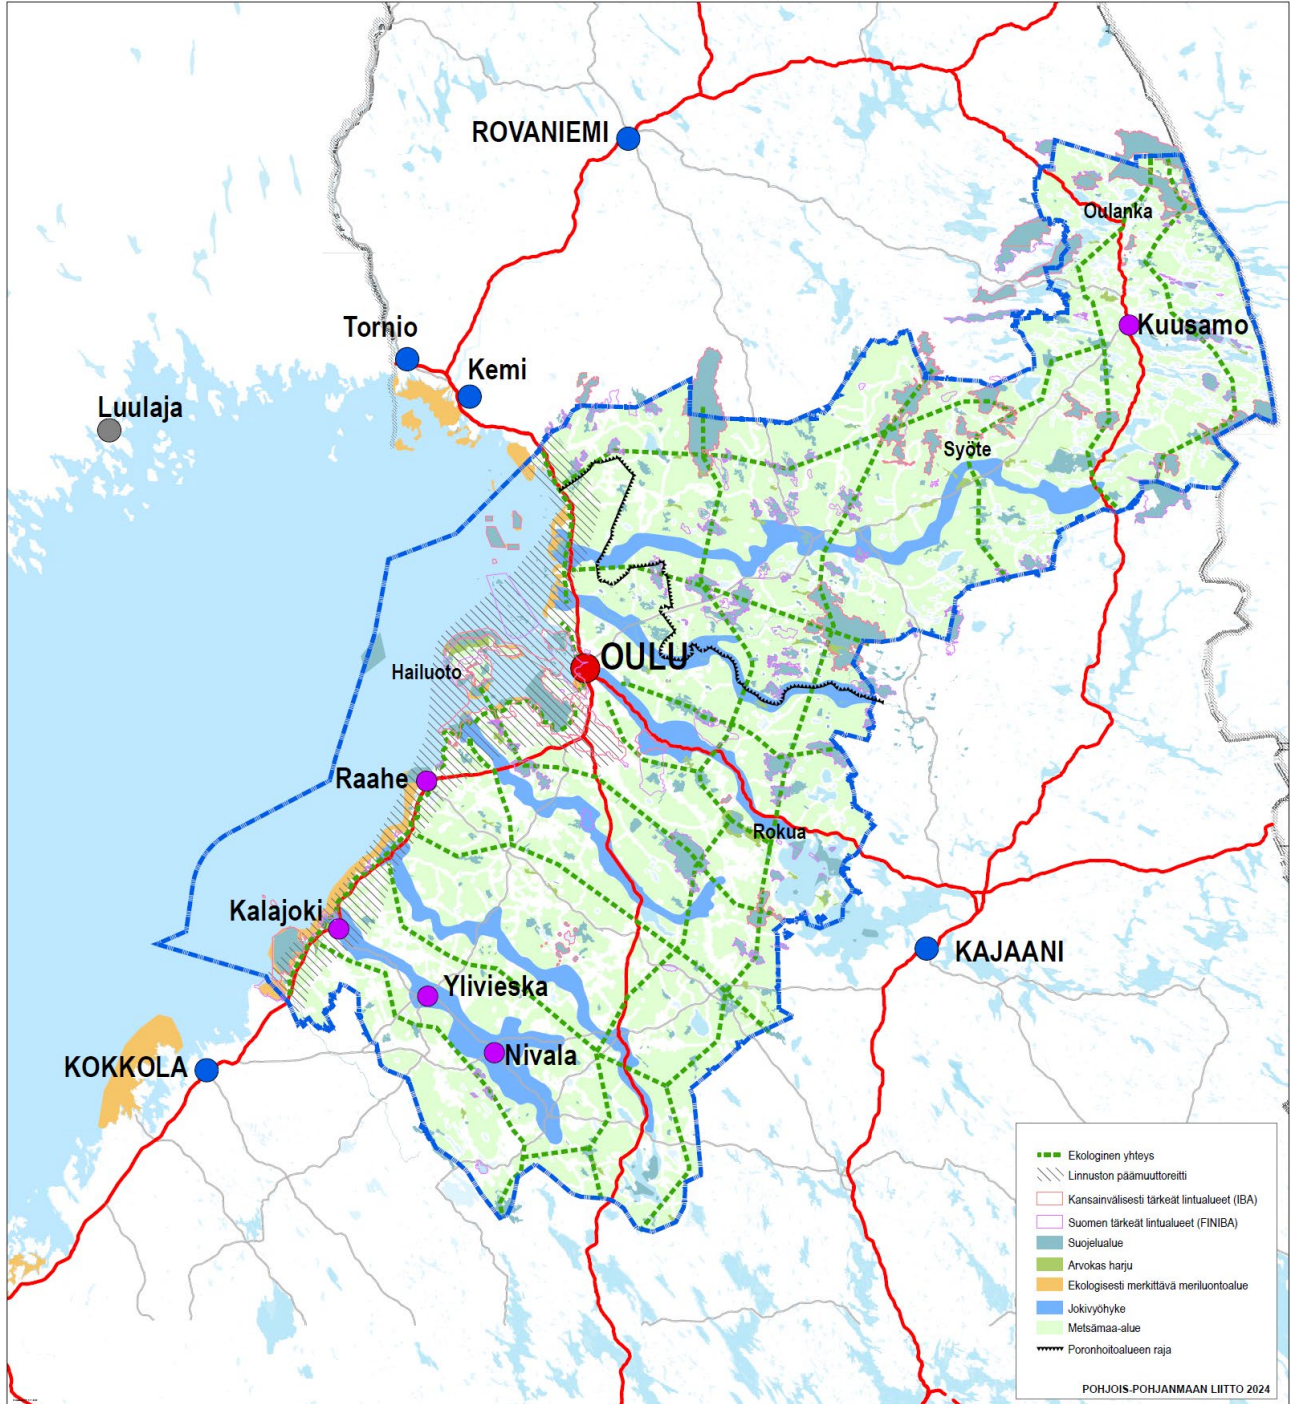 ROVANIEMI
Oulanka
Tornio
Kuusamo
Kemi
Luulaja
Syöte
OULU
Hailuoto
Raahe
Rokua
Kalajoki
KAJAANI
Ylivieska
Nivala
KOKKOLA
Ekologinen yhteys
Linnuston päämuuttoreitti
Kansainvälisesti tärkeät lintualueet (IBA)
Suomen tärkeät lintualueet (FINIBA)
Suojelualue
Arvokas harju
Ekologisesti merkittävä meriluontoalue
Jokivyöhyke
Metsämaa-alue
Poronhoitoalueen raja
POHJOIS-POHJANMAAN LIITTO 2024